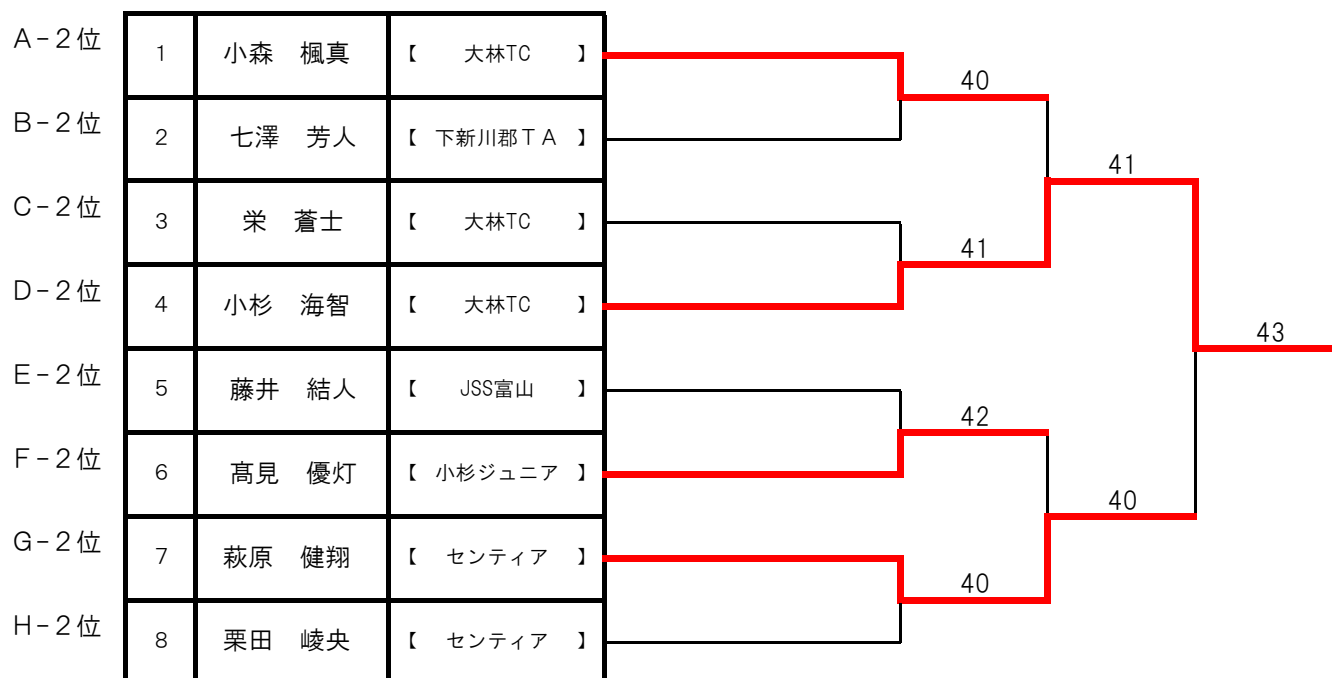 A-2位 1 小森 楓真 【 大林TC 】
40
B-2位 2 七澤 芳人 【 下新川郡TA 】
41
C-2位 3 栄 蒼士 【 大林TC 】
41
D-2位 4 小杉 海智 【 大林TC 】
43
E-2位 5 藤井 結人 【 JSS富山 】
42
F-2位 6 髙見 優灯 【 小杉ジュニア 】
40
G-2位 7 萩原 健翔 【 センティア 】
40
H-2位 8 栗田 崚央 【 センティア 】